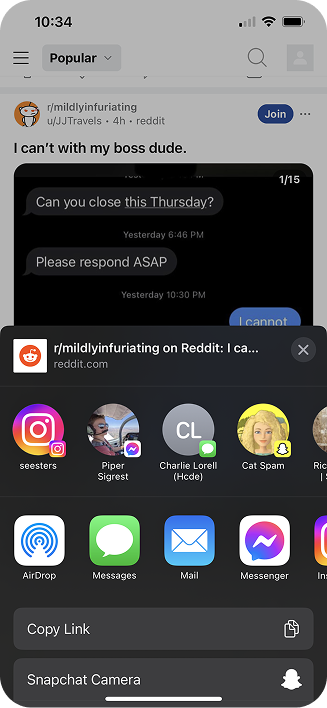 10:34
Popular
r/mildlyinfuriating
u/JJTravels • 4h • reddit
Join
I can't with my boss dude.
1/15
Can you close this Thursday?
Yesterday 6:46 PM
Please respond ASAP
Yesterday 10:30 PM
I cannot.
r/mildlyinfuriating on Reddit: I ca...
reddit.com
seesters
Piper
Sigrest
CL
Charlie Lorell
(Hcde)
Cat Spam
AirDrop
Messages
Mail
Messenger
Copy Link
Snapchat Camera